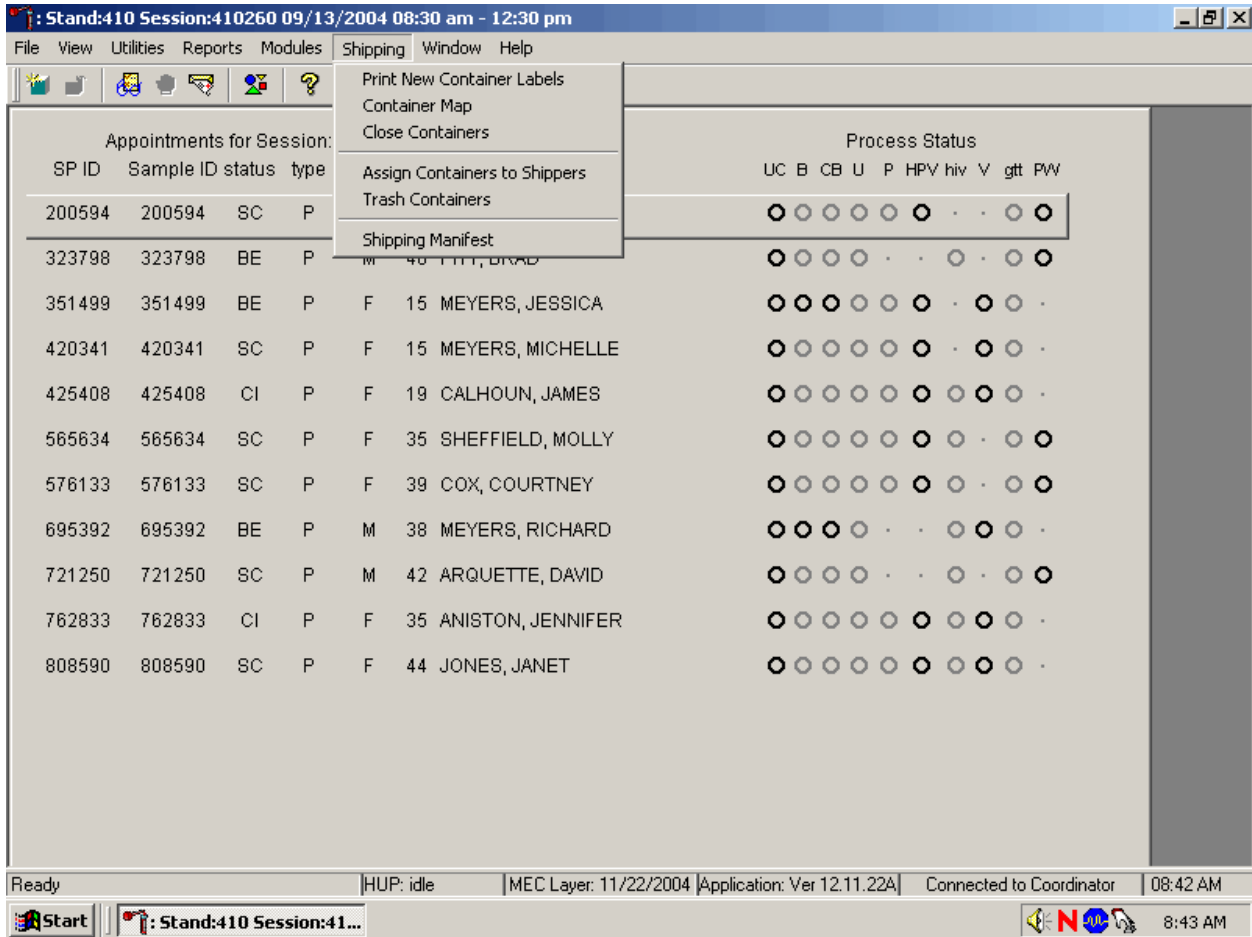 : Stand:410 Session:410260 09/13/2004 08:30 am - 12:30 pm
File View Utilities Reports Modules Shipping Window Help
Print New Container Labels
Container Map
Close Containers
Assign Containers to Shippers
Trash Containers
Shipping Manifest
Appointments for Session:
Process Status
SP ID Sample ID status type
UC B CB U P HPV hiv V gtt PW
200594 200594 SC P
323798 323798 BE P M 40 PITT, BRAD
351499 351499 BE P F 15 MEYERS, JESSICA
420341 420341 SC P F 15 MEYERS, MICHELLE
425408 425408 CI P F 19 CALHOUN, JAMES
565634 565634 SC P F 35 SHEFFIELD, MOLLY
576133 576133 SC P F 39 COX, COURTNEY
695392 695392 BE P M 38 MEYERS, RICHARD
721250 721250 SC P M 42 ARQUETTE, DAVID
762833 762833 CI P F 35 ANISTON, JENNIFER
808590 808590 SC P F 44 JONES, JANET
Ready HUP: idle MEC Layer: 11/22/2004 Application: Ver 12.11.22A Connected to Coordinator 08:42 AM
Start : Stand:410 Session:41... N 8:43 AM